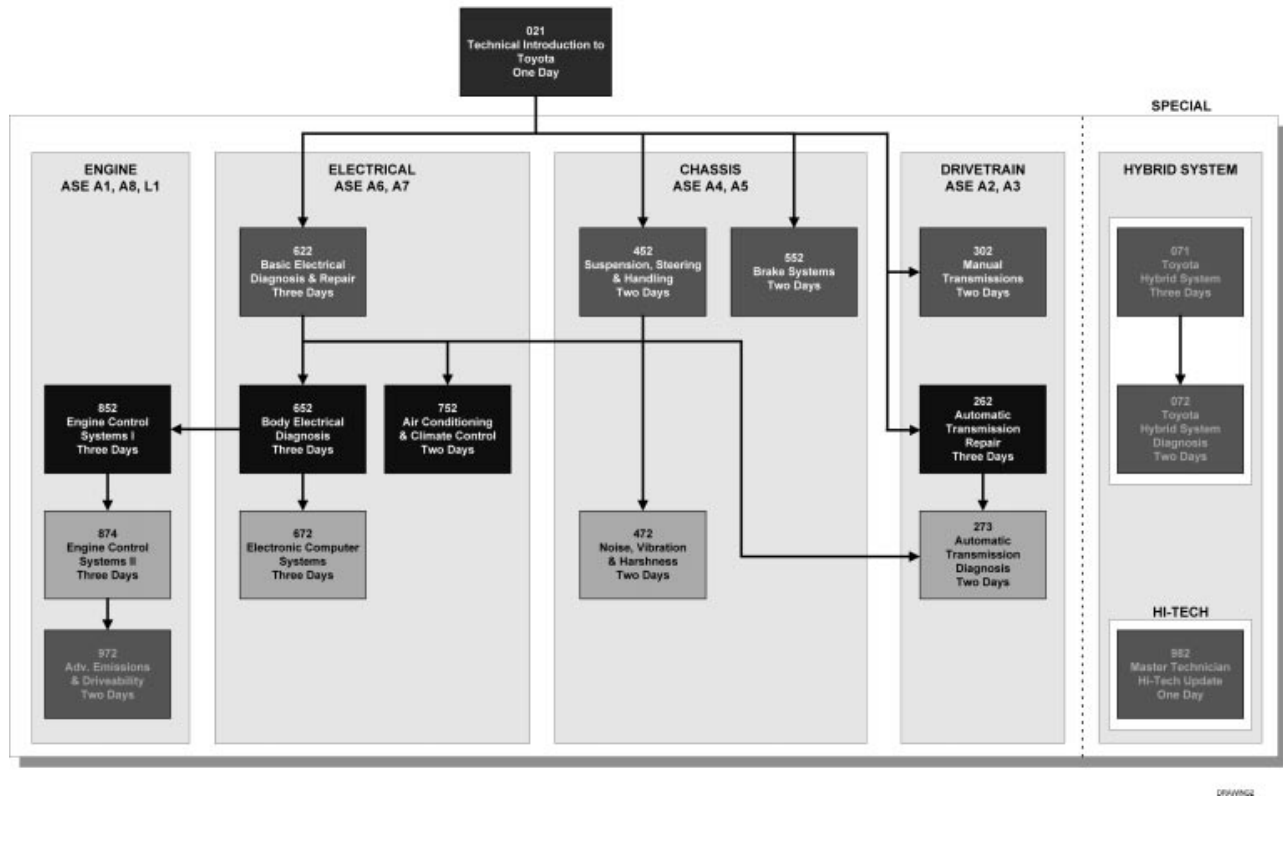 021
Technical Introduction to
Toyota
One Day
SPECIAL
ENGINE
ASE A1, A8, L1
ELECTRICAL
ASE A6, A7
CHASSIS
ASE A4, A5
DRIVETRAIN
ASE A2, A3
HYBRID SYSTEM
622
Basic Electrical
Diagnosis & Repair
Three Days
452
Suspension, Steering
& Handling
Two Days
552
Brake Systems
Two Days
302
Manual
Transmissions
Two Days
071
Toyota
Hybrid System
Three Days
852
Engine Control
Systems I
Three Days
652
Body Electrical
Diagnosis
Three Days
752
Air Conditioning
& Climate Control
Two Days
262
Automatic
Transmission
Repair
Three Days
072
Toyota
Hybrid System
Diagnosis
Two Days
874
Engine Control
Systems II
Three Days
672
Electronic Computer
Systems
Three Days
472
Noise, Vibration
& Harshness
Two Days
273
Automatic
Transmission
Diagnosis
Two Days
HI-TECH
972
Adv. Emissions
& Driveability
Two Days
982
Master Technician
Hi-Tech Update
One Day
DRAWING2